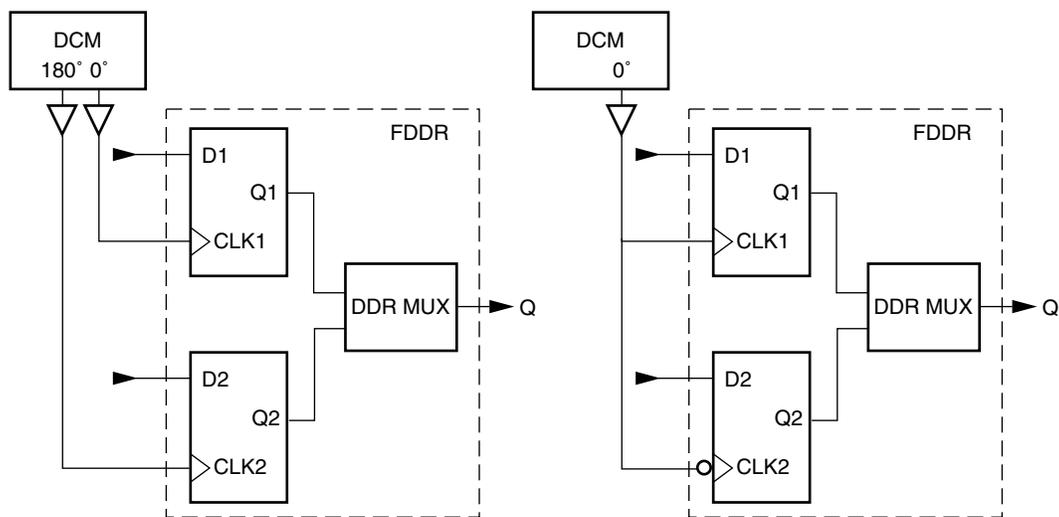 DCM
180˚ 0˚
FDDR
D1
Q1
CLK1
DDR MUX
Q
D2
Q2
CLK2
DCM
0˚
FDDR
D1
Q1
CLK1
DDR MUX
Q
D2
Q2
CLK2